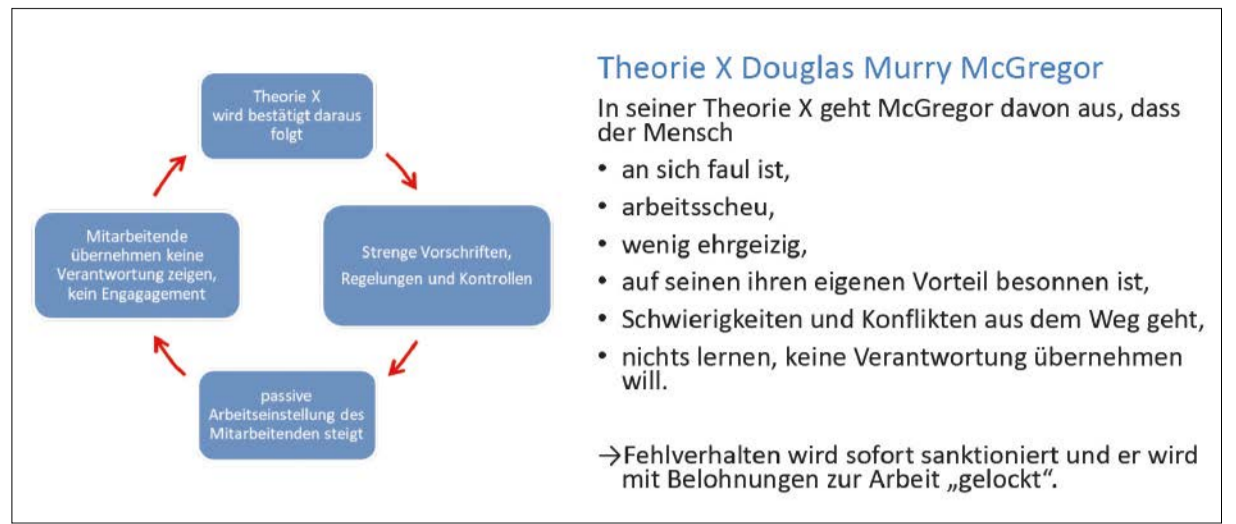 Theorie X
wird bestätigt daraus
folgt
Strenge Vorschriften,
Regelungen und Kontrollen
passive
Arbeitseinstellung des
Mitarbeitenden steigt
Mitarbeitende
übernehmen keine
Verantwortung zeigen,
kein Engagagement
Theorie X Douglas Murry McGregor
In seiner Theorie X geht McGregor davon aus, dass
der Mensch
• an sich faul ist,
• arbeitsscheu,
• wenig ehrgeizig,
• auf seinen ihren eigenen Vorteil besonnen ist,
• Schwierigkeiten und Konflikten aus dem Weg geht,
• nichts lernen, keine Verantwortung übernehmen
will.
→Fehlverhalten wird sofort sanktioniert und er wird
mit Belohnungen zur Arbeit „gelockt“.